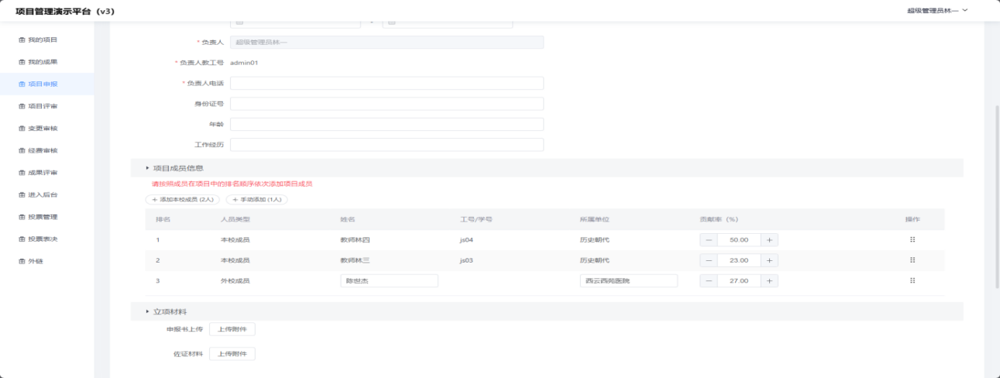 项目管理演示平台 (v3) 超级管理员林一
我的项目
我的成果
项目申报
项目评审
变更审核
经费审核
成果评审
进入后台
投票管理
投票表决
外链
-
* 负责人 超级管理员林一
* 负责人教工号 admin01
* 负责人电话
身份证号
年龄
工作经历
项目成员信息
请按照成员在项目中的排名顺序依次添加项目成员
+ 添加本校成员 (2人) + 手动添加 (1人)
排名 人员类型 姓名 工号/学号 所属单位 贡献率（%） 操作
1 本校成员 教师林四 js04 历史朝代 − 50.00 +
2 本校成员 教师林三 js03 历史朝代 − 23.00 +
3 外校成员 陈世杰 西云西苑医院 − 27.00 +
立项材料
申报书上传 上传附件
佐证材料 上传附件